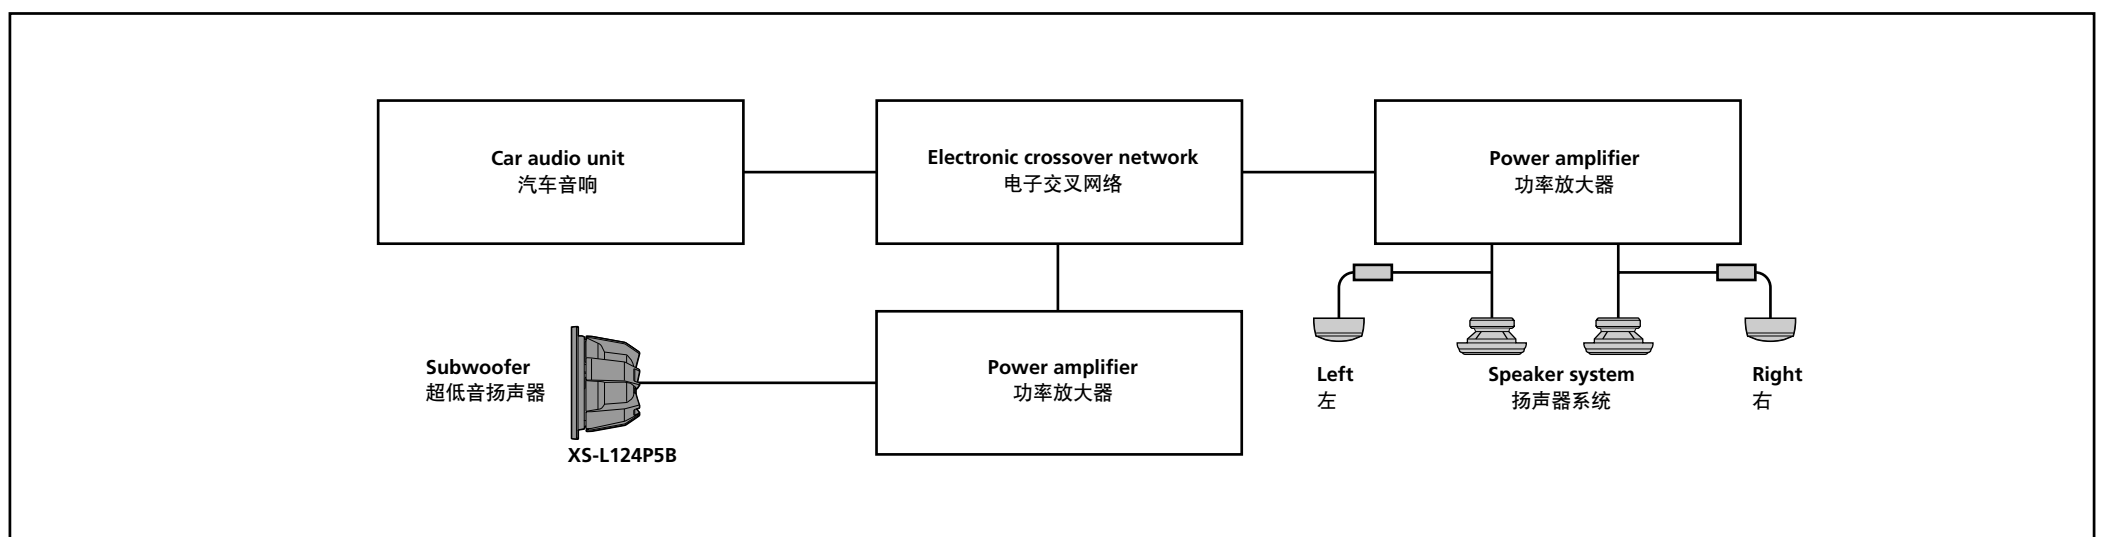 Car audio unit
汽车音响
Electronic crossover network
电子交叉网络
Power amplifier
功率放大器
Subwoofer
超低音扬声器
XS-L124P5B
Power amplifier
功率放大器
Left
左
Speaker system
扬声器系统
Right
右